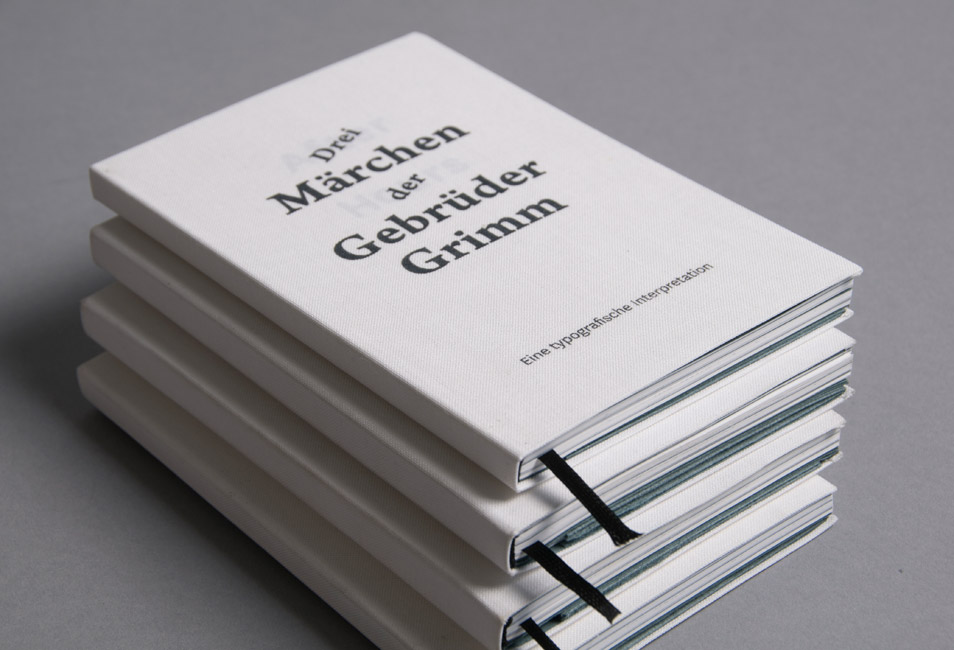 Drei
Märchen
der
Gebrüder
Grimm
Eine typografische interpretation